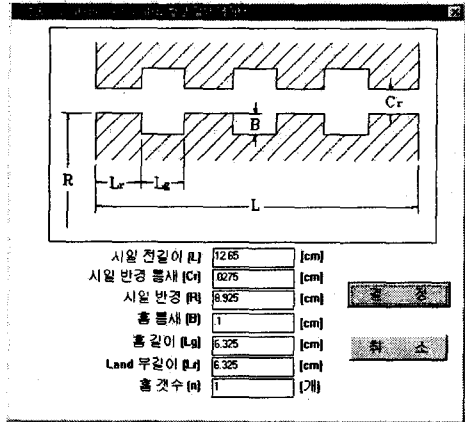 Cr
B
R
Lr
Lg
L
시일 전길이 (L) 12.65 [cm]
시일 반경 틈새 (Cr) .0275 [cm]
시일 반경 (R) 8.925 [cm]
홈 틈새 (B) .1 [cm]
홈 길이 (Lg) 6.325 [cm]
Land 부길이 (Lr) 6.325 [cm]
홈 갯수 (n) 1 [개]
결 정
취 소